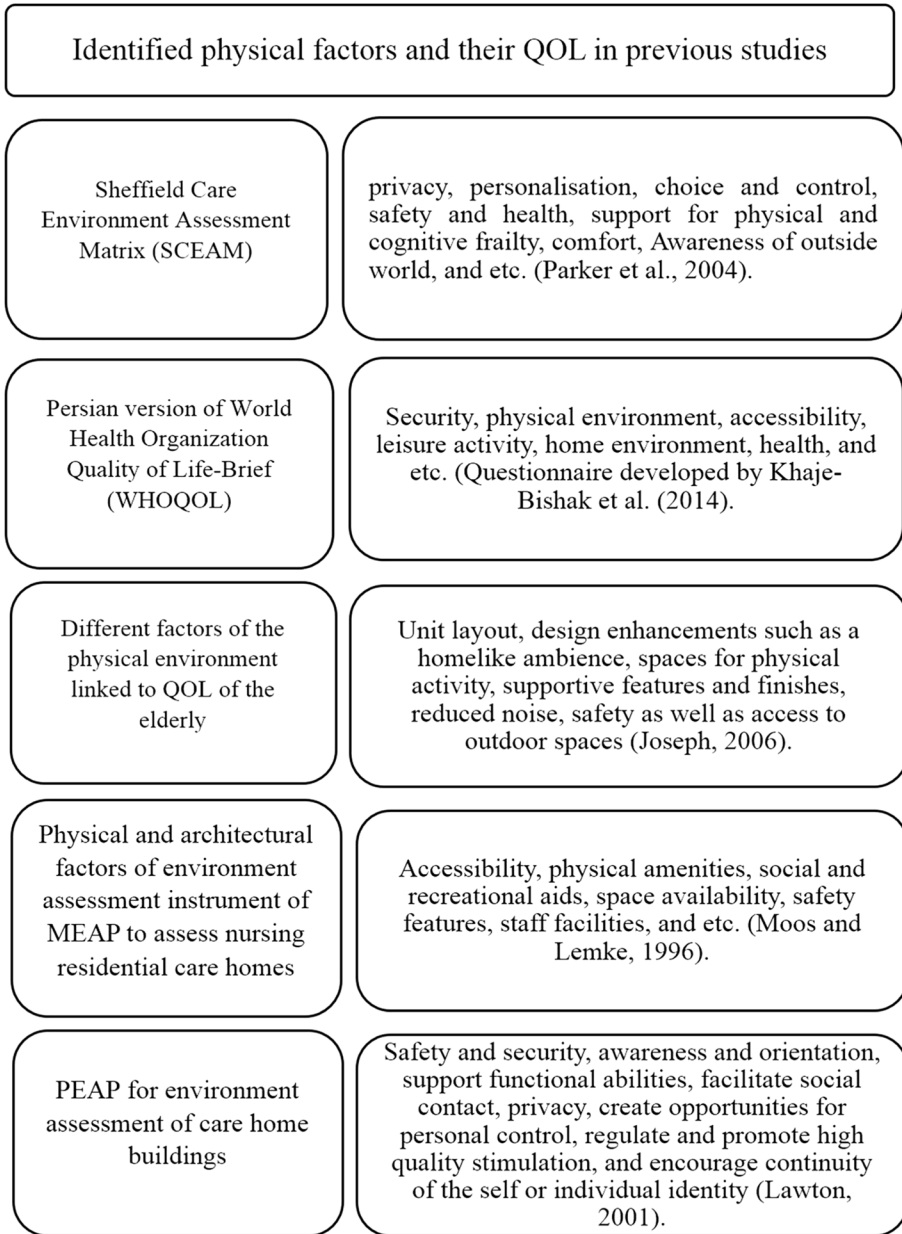 Identified physical factors and their QOL in previous studies
Sheffield Care
Environment Assessment
Matrix (SCEAM)
privacy, personalisation, choice and control,
safety and health, support for physical and
cognitive frailty, comfort, Awareness of outside
world, and etc. (Parker et al., 2004).
Persian version of World
Health Organization
Quality of Life-Brief
(WHOQOL)
Security, physical environment, accessibility,
leisure activity, home environment, health, and
etc. (Questionnaire developed by Khaje-
Bishak et al. (2014).
Different factors of the
physical environment
linked to QOL of the
elderly
Unit layout, design enhancements such as a
homelike ambience, spaces for physical
activity, supportive features and finishes,
reduced noise, safety as well as access to
outdoor spaces (Joseph, 2006).
Physical and architectural
factors of environment
assessment instrument of
MEAP to assess nursing
residential care homes
Accessibility, physical amenities, social and
recreational aids, space availability, safety
features, staff facilities, and etc. (Moos and
Lemke, 1996).
PEAP for environment
assessment of care home
buildings
Safety and security, awareness and orientation,
support functional abilities, facilitate social
contact, privacy, create opportunities for
personal control, regulate and promote high
quality stimulation, and encourage continuity
of the self or individual identity (Lawton,
2001).